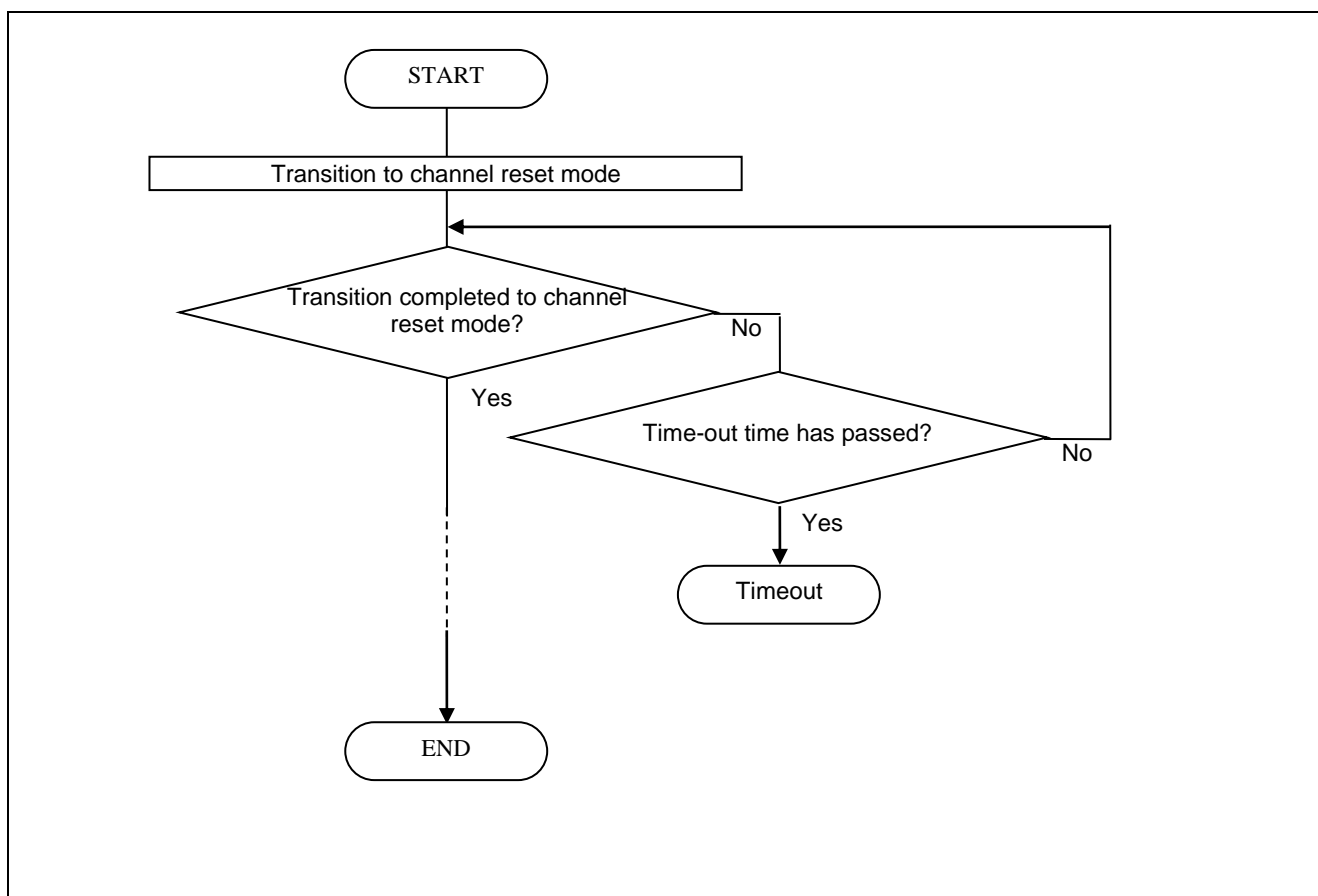 START
Transition to channel reset mode
Transition completed to channel
reset mode?
No
Yes
Time-out time has passed?
No
Yes
Timeout
END